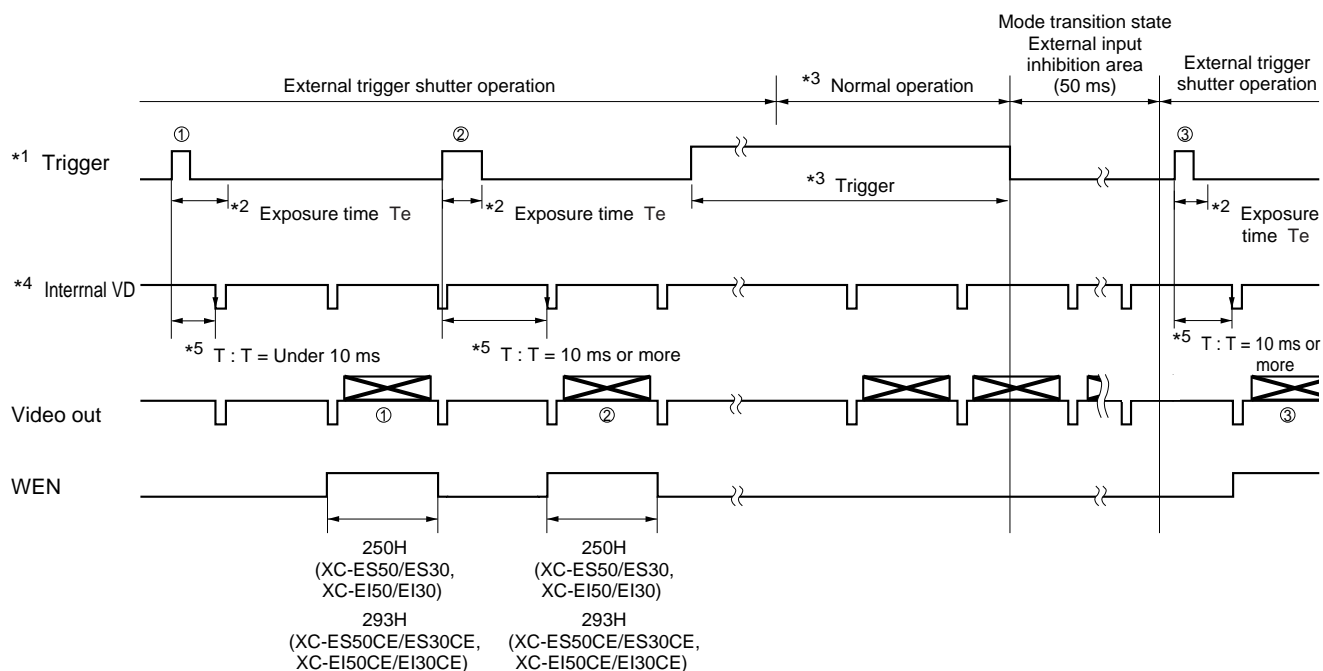 Mode transition state
External input
inhibition area
(50 ms)
External trigger
shutter operation
External trigger shutter operation
*3 Normal operation
① ② ③
*1 Trigger
*3 Trigger
*2 Exposure time Te
*2 Exposure time Te
*2 Exposure
time Te
*4 Interrnal VD
*5 T : T = Under 10 ms
*5 T : T = 10 ms or more
*5 T : T = 10 ms or
more
Video out
① ② ③
WEN
250H
(XC-ES50/ES30,
XC-EI50/EI30)
293H
(XC-ES50CE/ES30CE,
XC-EI50CE/EI30CE)
250H
(XC-ES50/ES30,
XC-EI50/EI30)
293H
(XC-ES50CE/ES30CE,
XC-EI50CE/EI30CE)